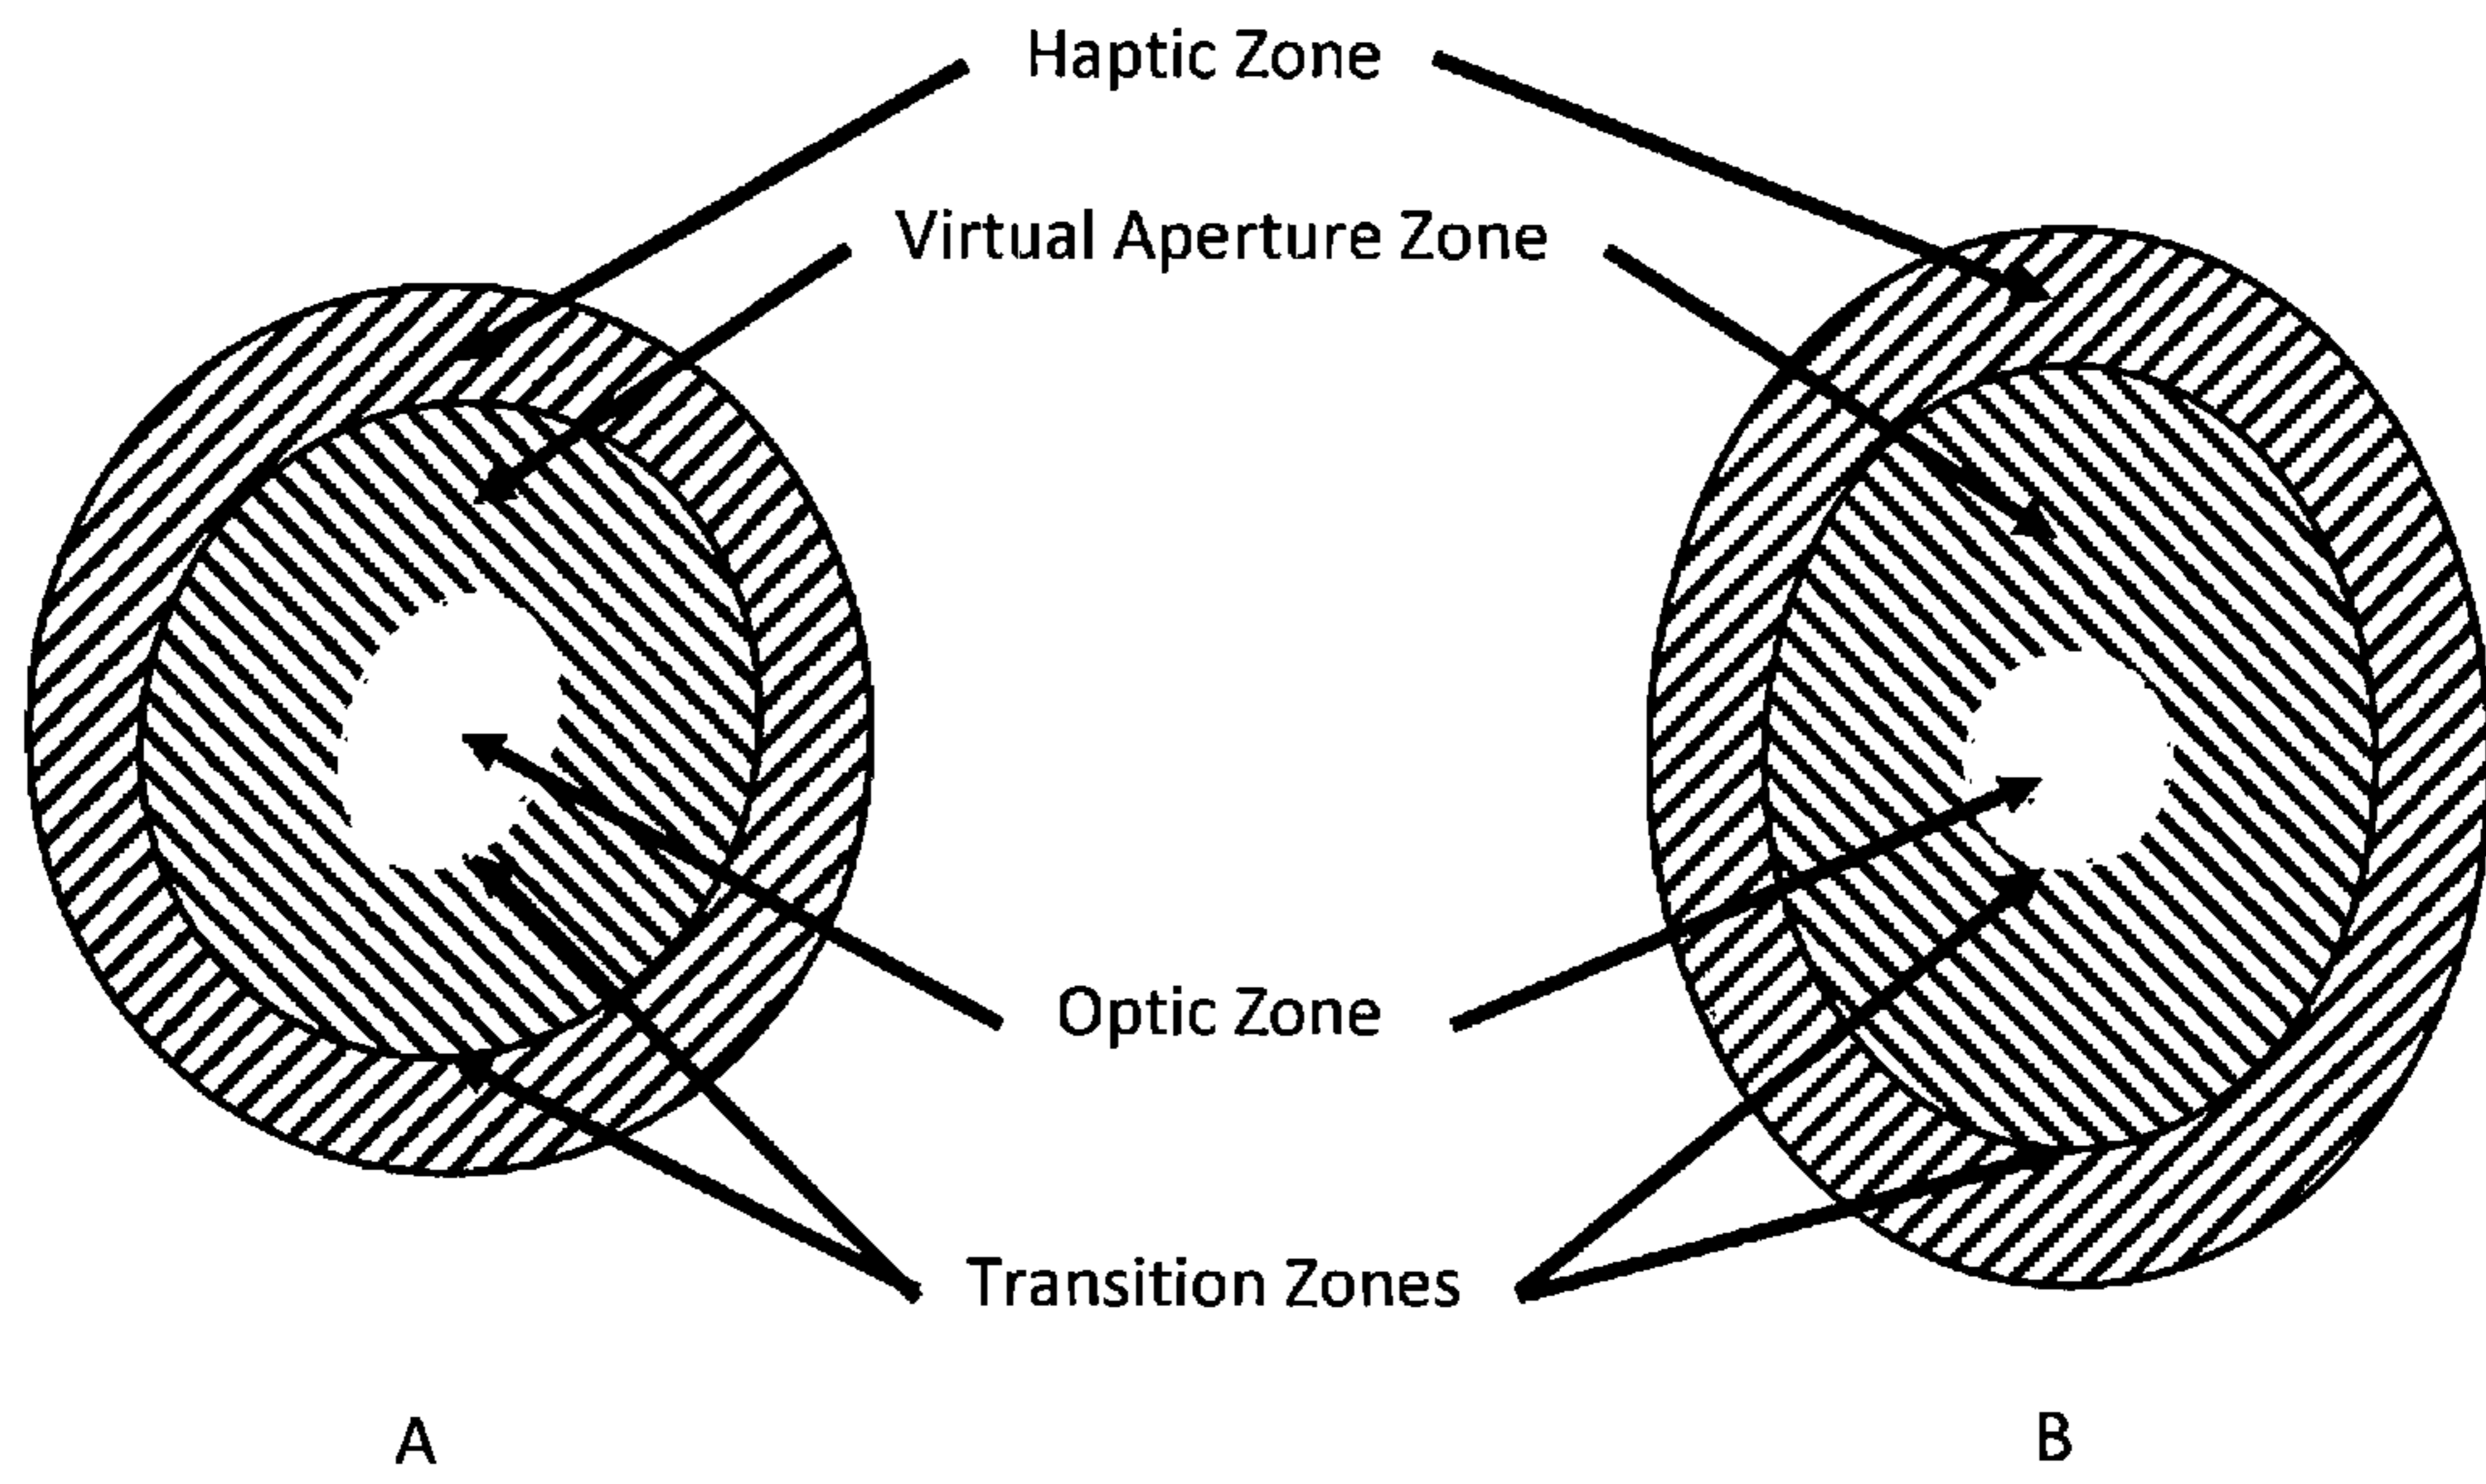 Haptic Zone
Virtual Aperture Zone
Optic Zone
Transition Zones
A
B